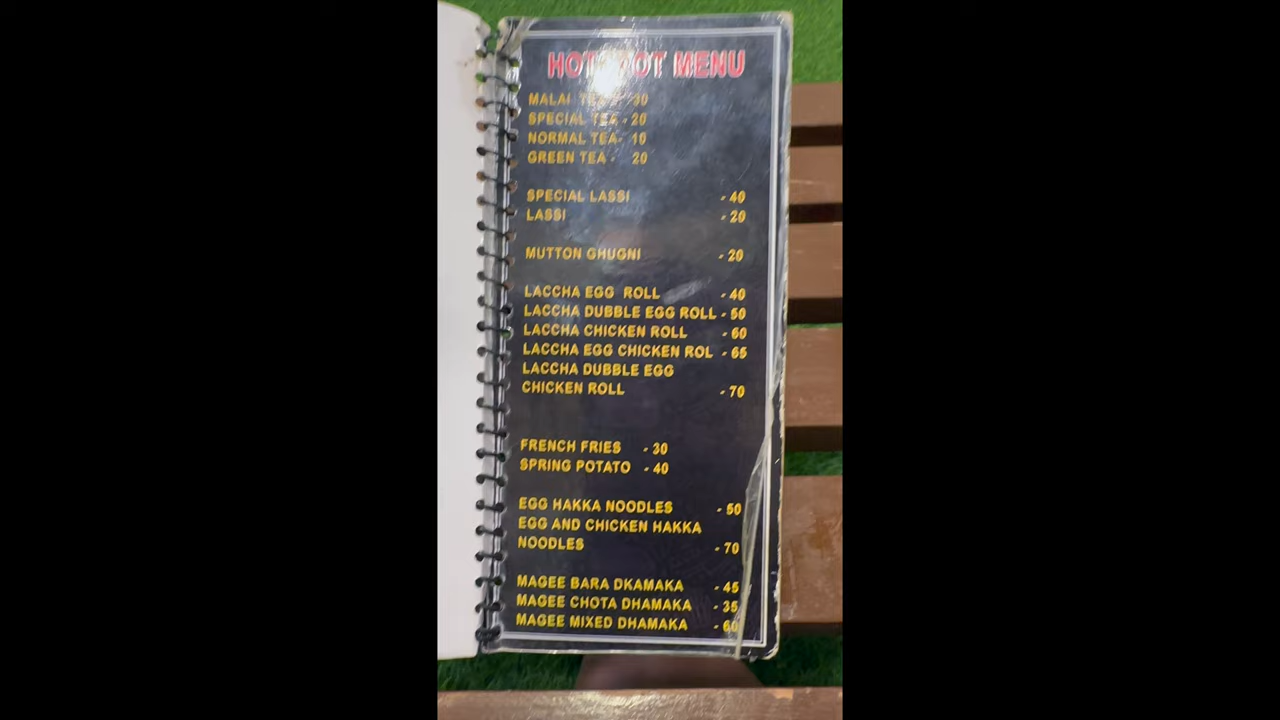 HOT SPOT MENU
MALAI TEA - 30
SPECIAL TEA - 20
NORMAL TEA- 10
GREEN TEA - 20
SPECIAL LASSI - 40
LASSI - 20
MUTTON GHUGNI - 20
LACCHA EGG ROLL - 40
LACCHA DUBBLE EGG ROLL - 50
LACCHA CHICKEN ROLL - 60
LACCHA EGG CHICKEN ROL - 65
LACCHA DUBBLE EGG
CHICKEN ROLL - 70
FRENCH FRIES - 30
SPRING POTATO - 40
EGG HAKKA NOODLES - 50
EGG AND CHICKEN HAKKA
NOODLES - 70
MAGEE BARA DKAMAKA - 45
MAGEE CHOTA DHAMAKA - 35
MAGEE MIXED DHAMAKA - 60